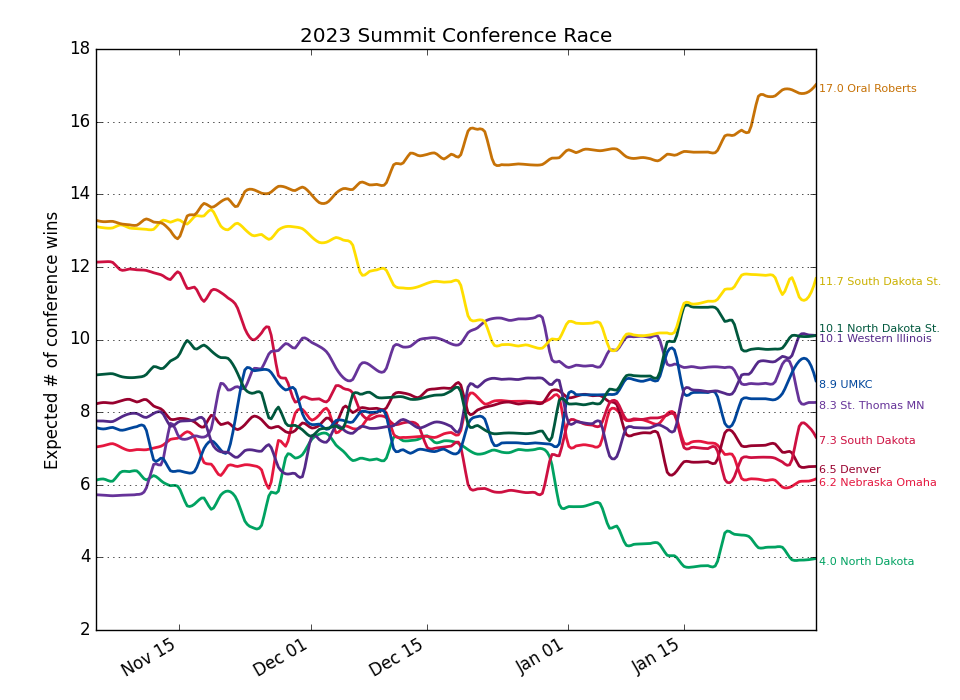 2023 Summit Conference Race
Expected # of conference wins
18
16
14
12
10
8
6
4
2
Nov 15
Dec 01
Dec 15
Jan 01
Jan 15
17.0 Oral Roberts
11.7 South Dakota St.
10.1 North Dakota St.
10.1 Western Illinois
8.9 UMKC
8.3 St. Thomas MN
7.3 South Dakota
6.5 Denver
6.2 Nebraska Omaha
4.0 North Dakota